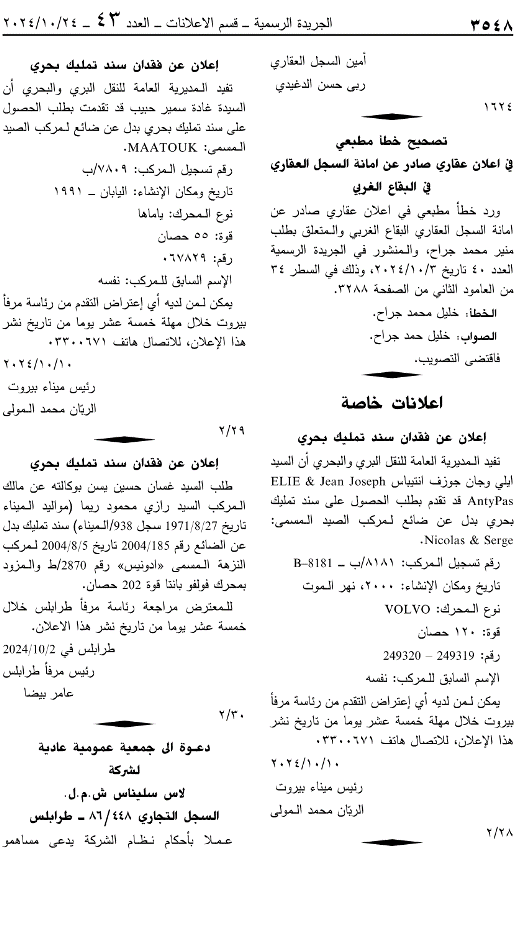 ٣٥٤٨
الجريدة الرسمية ــ قسم الاعلانات ــ العدد ٤٣ ــ ٢٠٢٤/١٠/٢٤
أمين السجل العقاري
ربى حسن الدغيدي
١٦٢٤
تصحيح خطأ مطبعي
في اعلان عقاري صادر عن امانة السجل العقاري
في البقاع الغربي
ورد خطأ مطبعي في اعلان عقاري صادر عن
امانة السجل العقاري البقاع الغربي والمتعلق بطلب
منير محمد جراح، والمنشور في الجريدة الرسمية
العدد ٤٠ تاريخ ٢٠٢٤/١٠/٣، وذلك في السطر ٣٤
من العامود الثاني من الصفحة ٣٢٨٨.
الخطأ: خليل محمد جراح.
الصواب: خليل حمد جراح.
فاقتضى التصويب.
اعلانات خاصة
إعلان عن فقدان سند تمليك بحري
تفيد المديرية العامة للنقل البري والبحري أن السيد
ايلي وجان جوزف انتيباس ELIE & Jean Joseph
AntyPas قد تقدم بطلب الحصول على سند تمليك
بحري بدل عن ضائع لمركب الصيد المسمى:
Nicolas & Serge.
رقم تسجيل المركب: ٨١٨١/ب ــ B–8181
تاريخ ومكان الإنشاء: ٢٠٠٠، نهر الموت
نوع المحرك: VOLVO
قوة: ١٢٠ حصان
رقم: 249319 – 249320
الإسم السابق للمركب: نفسه
يمكن لمن لديه أي إعتراض التقدم من رئاسة مرفأ
بيروت خلال مهلة خمسة عشر يوما من تاريخ نشر
هذا الإعلان، للاتصال هاتف ٠٣٣٠٠٦٧١
٢٠٢٤/١٠/١٠
رئيس ميناء بيروت
الربّان محمد المولى
٢/٢٨
إعلان عن فقدان سند تمليك بحري
تفيد المديرية العامة للنقل البري والبحري أن
السيدة غادة سمير حبيب قد تقدمت بطلب الحصول
على سند تمليك بحري بدل عن ضائع لمركب الصيد
المسمى: MAATOUK.
رقم تسجيل المركب: ٧٨٠٩/ب
تاريخ ومكان الإنشاء: اليابان ــ ١٩٩١
نوع المحرك: ياماها
قوة: ٥٥ حصان
رقم: ٠٦٧٨٢٩
الإسم السابق للمركب: نفسه
يمكن لمن لديه أي إعتراض التقدم من رئاسة مرفأ
بيروت خلال مهلة خمسة عشر يوما من تاريخ نشر
هذا الإعلان، للاتصال هاتف ٠٣٣٠٠٦٧١
٢٠٢٤/١٠/١٠
رئيس ميناء بيروت
الربّان محمد المولى
٢/٢٩
إعلان عن فقدان سند تمليك بحري
طلب السيد غسان حسين يسن بوكالته عن مالك
المركب السيد رازي محمود ريما (مواليد الميناء
تاريخ 1971/8/27 سجل 938/الميناء) سند تمليك بدل
عن الضائع رقم 2004/185 تاريخ 2004/8/5 لمركب
النزهة المسمى «ادونيس» رقم 2870/ط والمزود
بمحرك فولفو بانتا قوة 202 حصان.
للمعترض مراجعة رئاسة مرفأ طرابلس خلال
خمسة عشر يوما من تاريخ نشر هذا الاعلان.
طرابلس في 2024/10/2
رئيس مرفأ طرابلس
عامر بيضا
٢/٣٠
دعوة الى جمعية عمومية عادية
لشركة
لاس سليناس ش.م.ل.
السجل التجاري ٨٦/٤٤٨ ــ طرابلس
عملا بأحكام نظام الشركة يدعى مساهمو